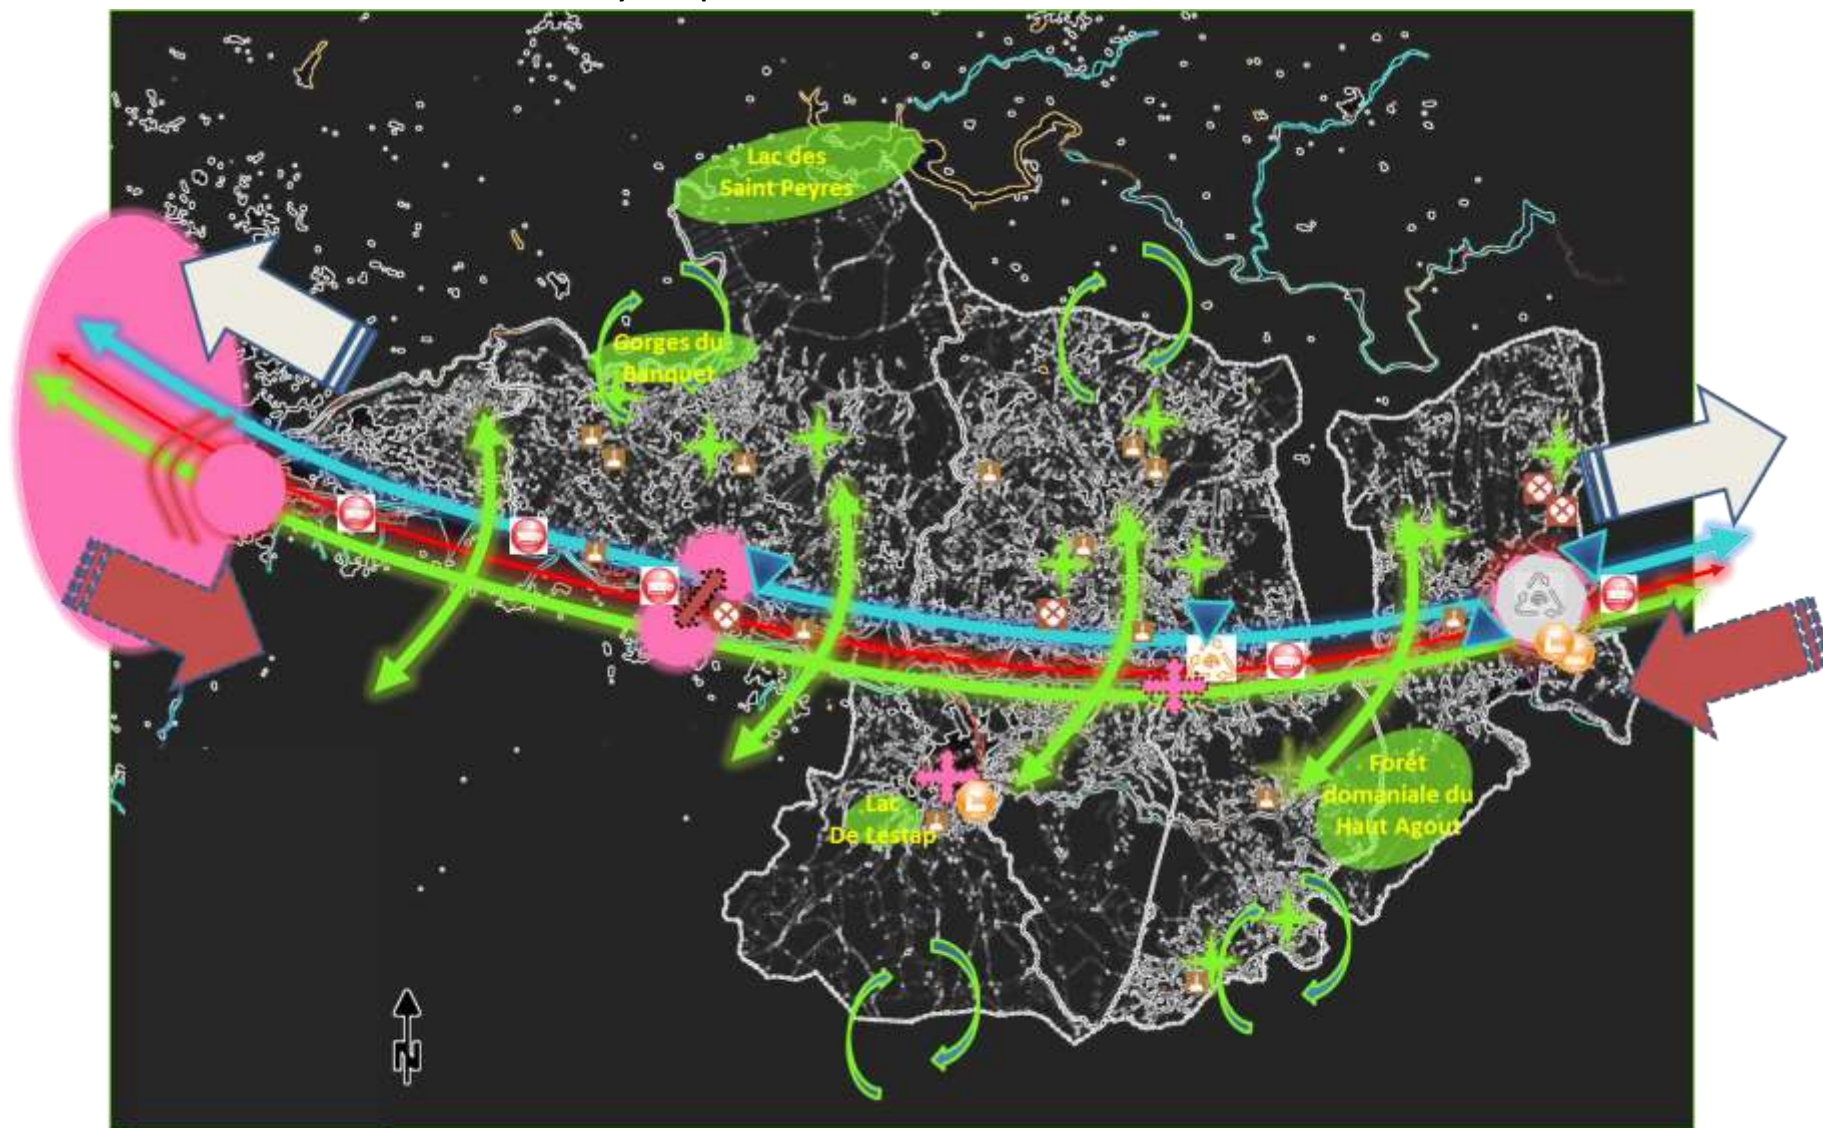 Lac des
Saint Peyres
Gorges du
Banquet
Lac
De Lestap
Forêt
domaniale du
Haut Agout
N